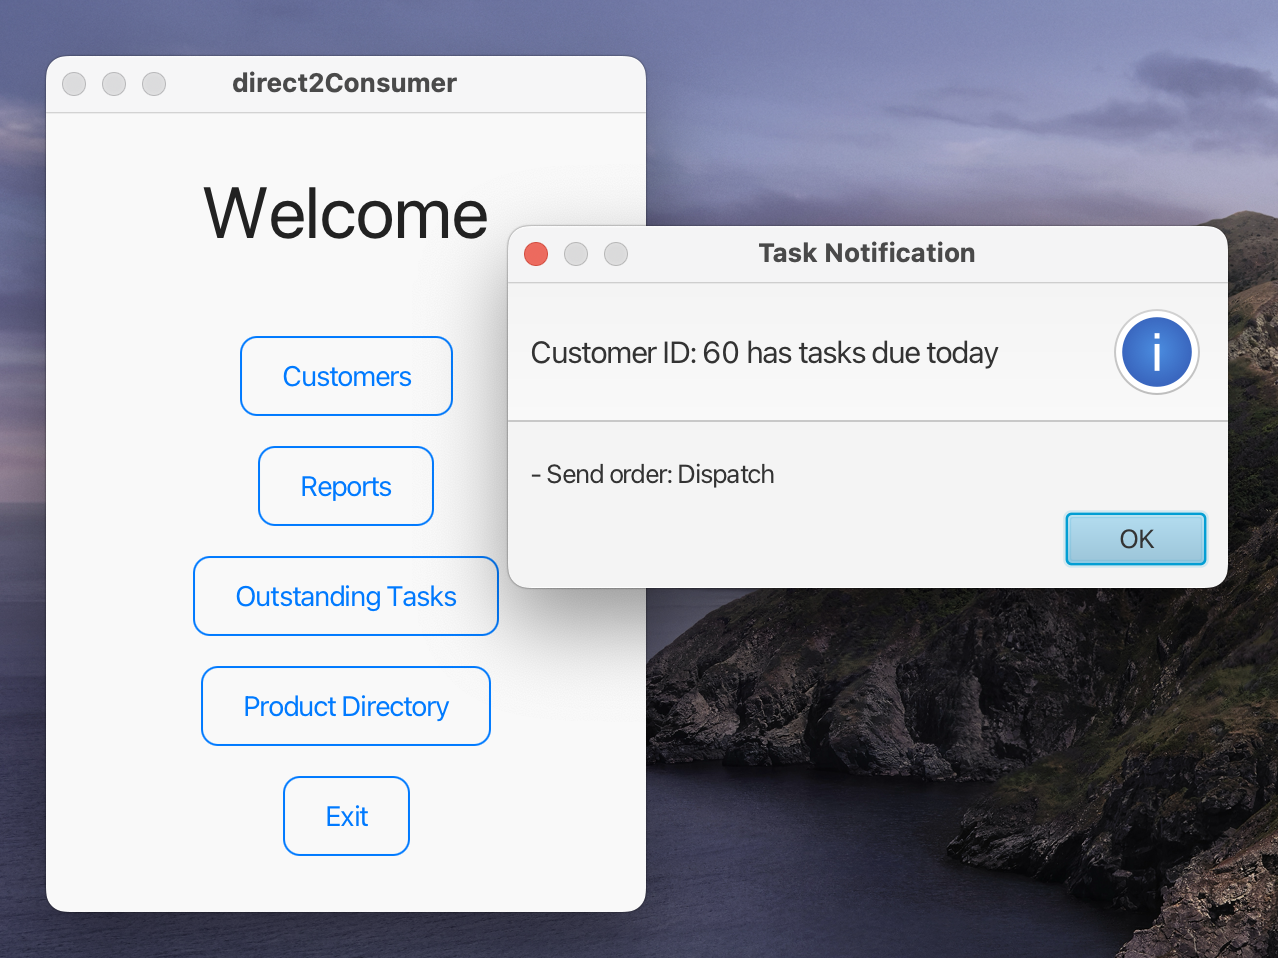 direct2Consumer
Welcome
Customers
Reports
Outstanding Tasks
Product Directory
Exit
Task Notification
Customer ID: 60 has tasks due today
i
- Send order: Dispatch
OK